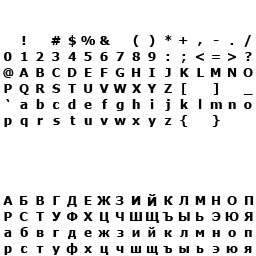 ! # $ % & ( ) * + , - . /
0 1 2 3 4 5 6 7 8 9 : ; < = > ?
@ A B C D E F G H I J K L M N O
P Q R S T U V W X Y Z [ ] _
` a b c d e f g h i j k l m n o
p q r s t u v w x y z { }
А Б В Г Д Е Ж З И Й К Л М Н О П
Р С Т У Ф Х Ц Ч Ш Щ Ъ Ы Ь Э Ю Я
а б в г д е ж з и й к л м н о п
р с т у ф х ц ч ш щ ъ ы ь э ю я